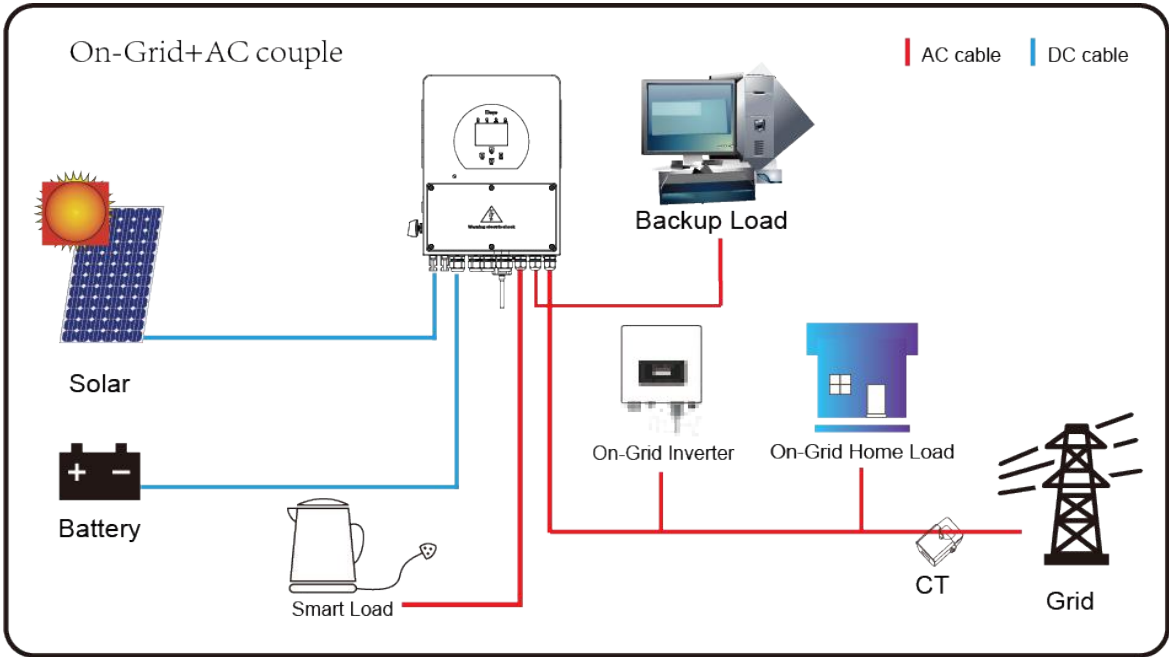 On-Grid+AC couple
AC cable
DC cable
Backup Load
Solar
On-Grid Inverter
On-Grid Home Load
Battery
Smart Load
CT
Grid